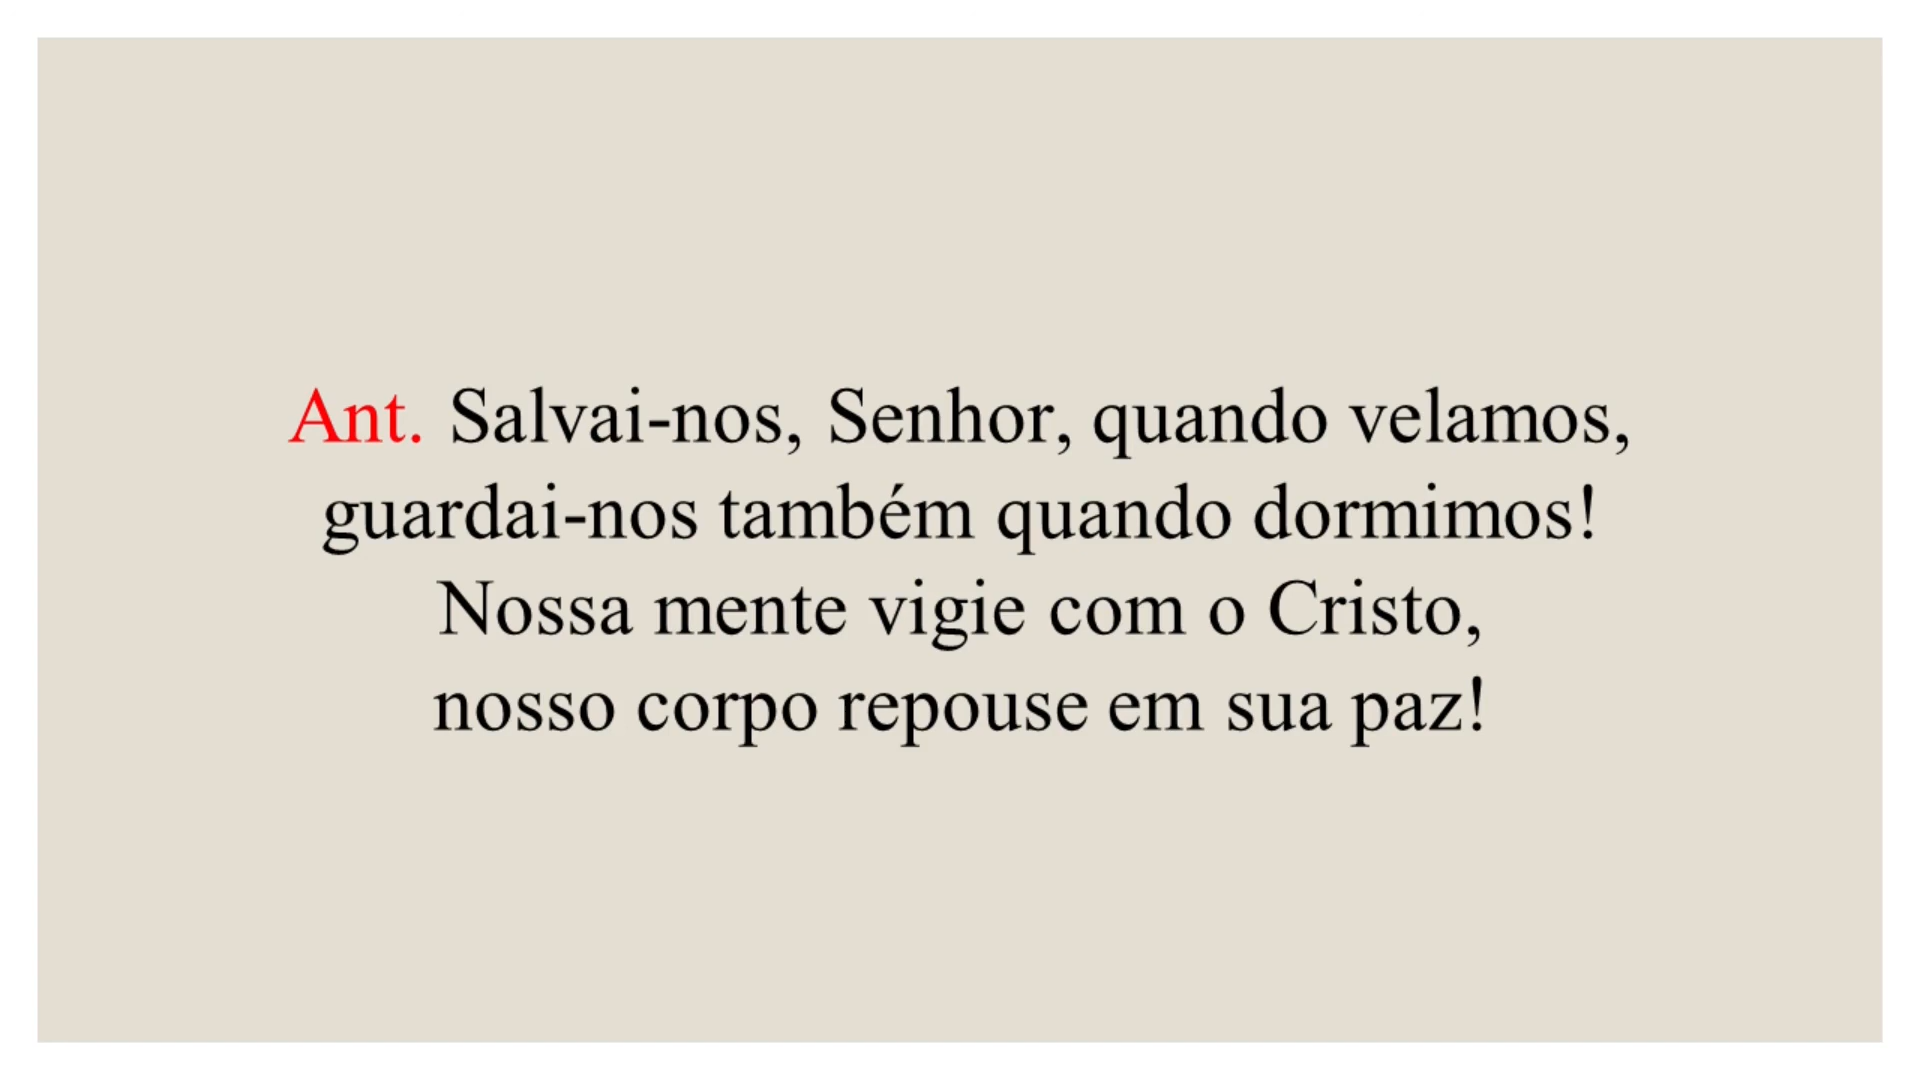 Ant. Salvai-nos, Senhor, quando velamos,
guardai-nos também quando dormimos!
Nossa mente vigie com o Cristo,
nosso corpo repouse em sua paz!